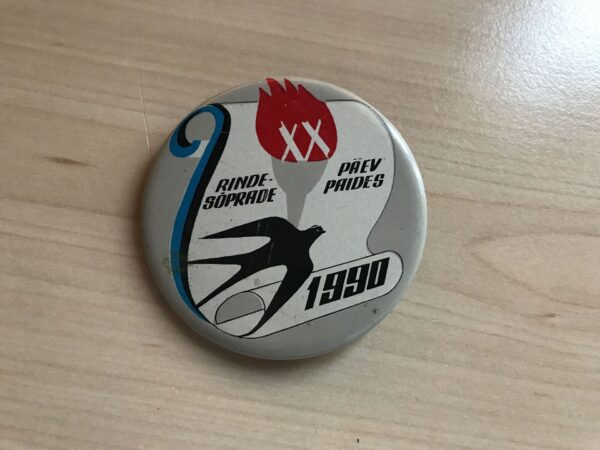 XX
RINDE-
SÕPRADE
PÄEV
PAIDES
1990